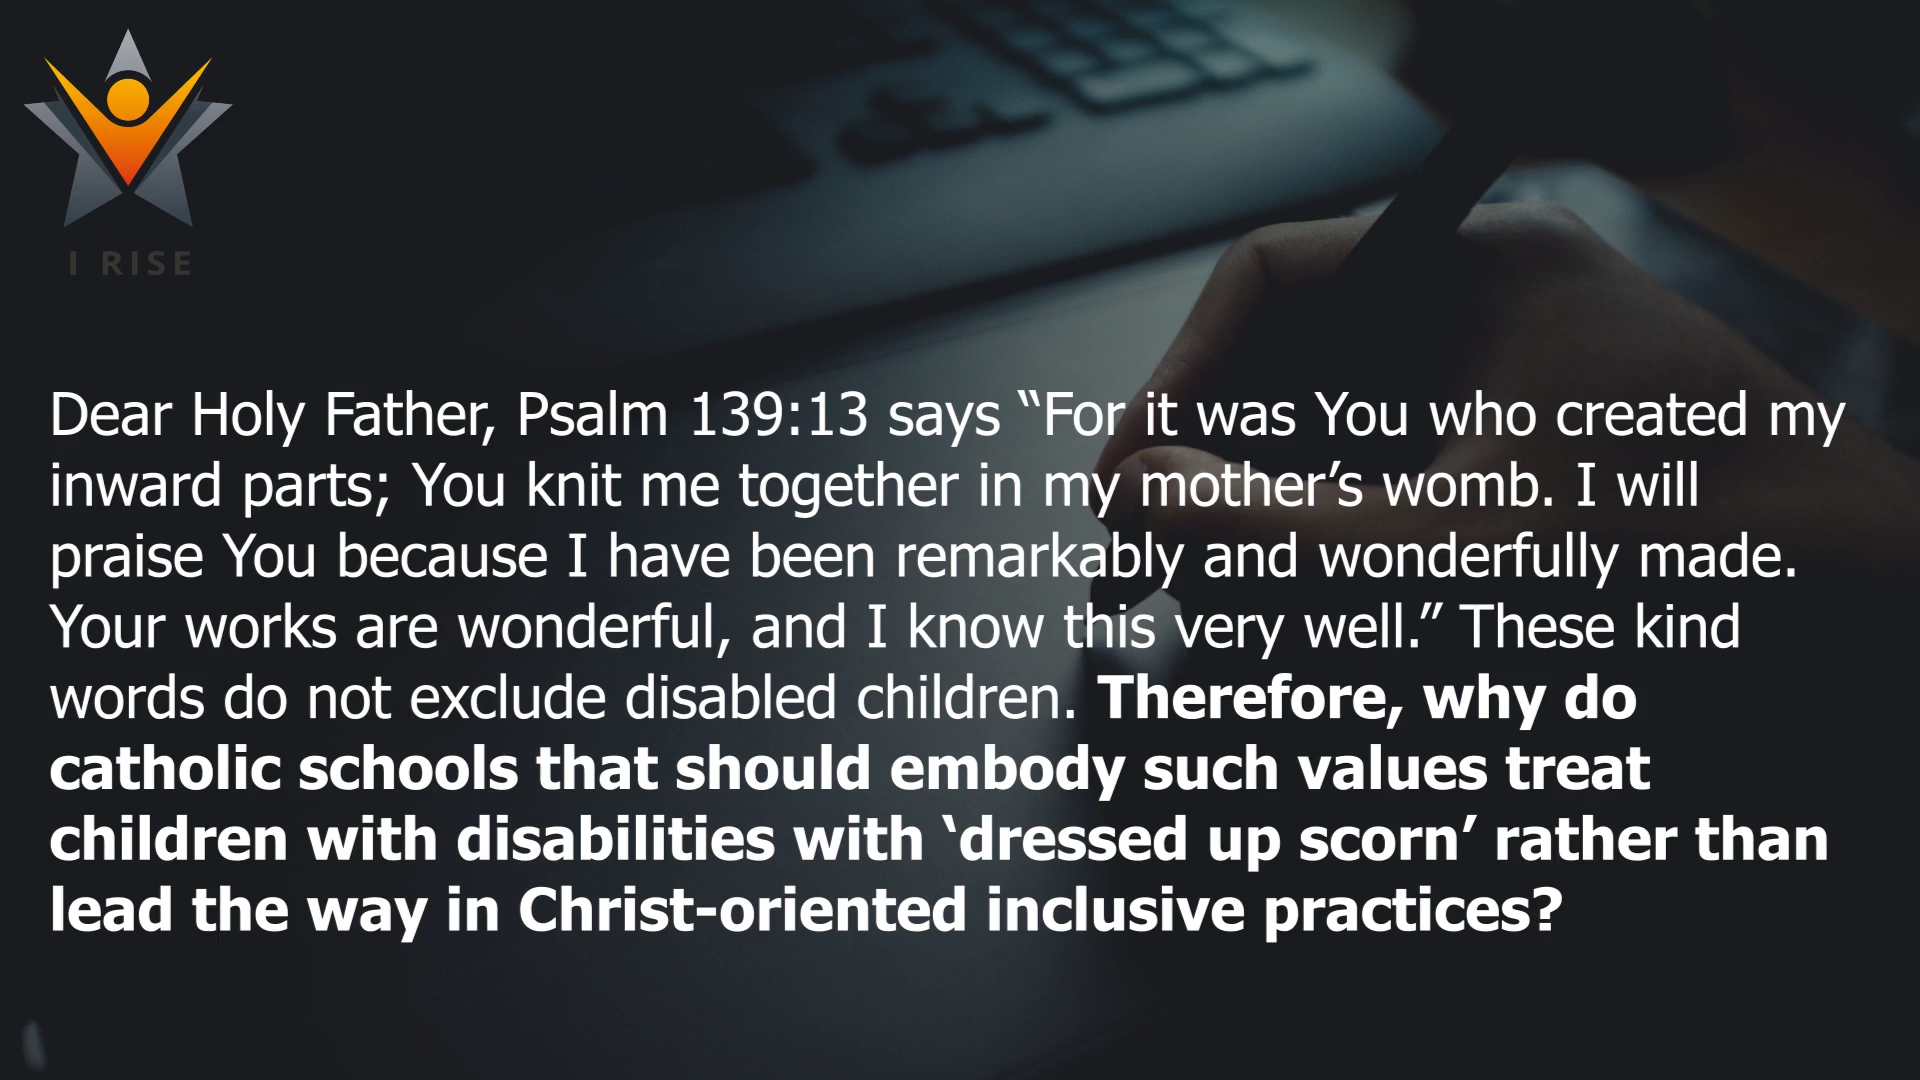 I RISE
Dear Holy Father, Psalm 139:13 says “For it was You who created my
inward parts; You knit me together in my mother’s womb. I will
praise You because I have been remarkably and wonderfully made.
Your works are wonderful, and I know this very well.” These kind
words do not exclude disabled children. Therefore, why do
catholic schools that should embody such values treat
children with disabilities with ‘dressed up scorn’ rather than
lead the way in Christ-oriented inclusive practices?